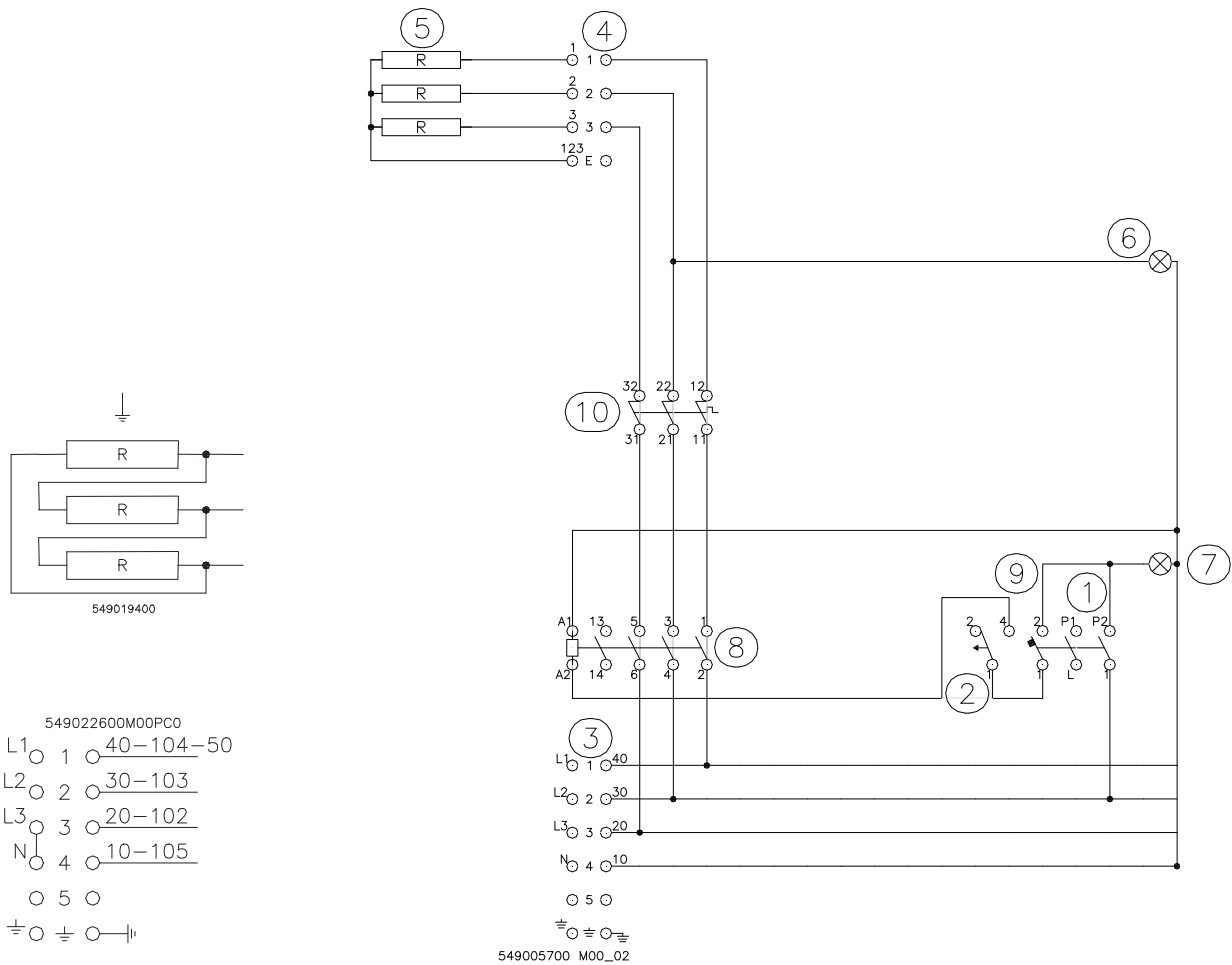 5 4
R 1 1
R 2 2
R 3 3
123 E
6
32 22 12
10
31 21 11
R
R
R
549019400
9 7
1
A1 13 5 3 1 2 4 2 P1 P2
8
A2 14 6 4 2 1 1 L 1
2
549022600M00PC0
L1 1 40-104-50
L2 2 30-103
L3 3 20-102
N 4 10-105
5
3
L1 1 40
L2 2 30
L3 3 20
N 4 10
5
549005700 M00_02